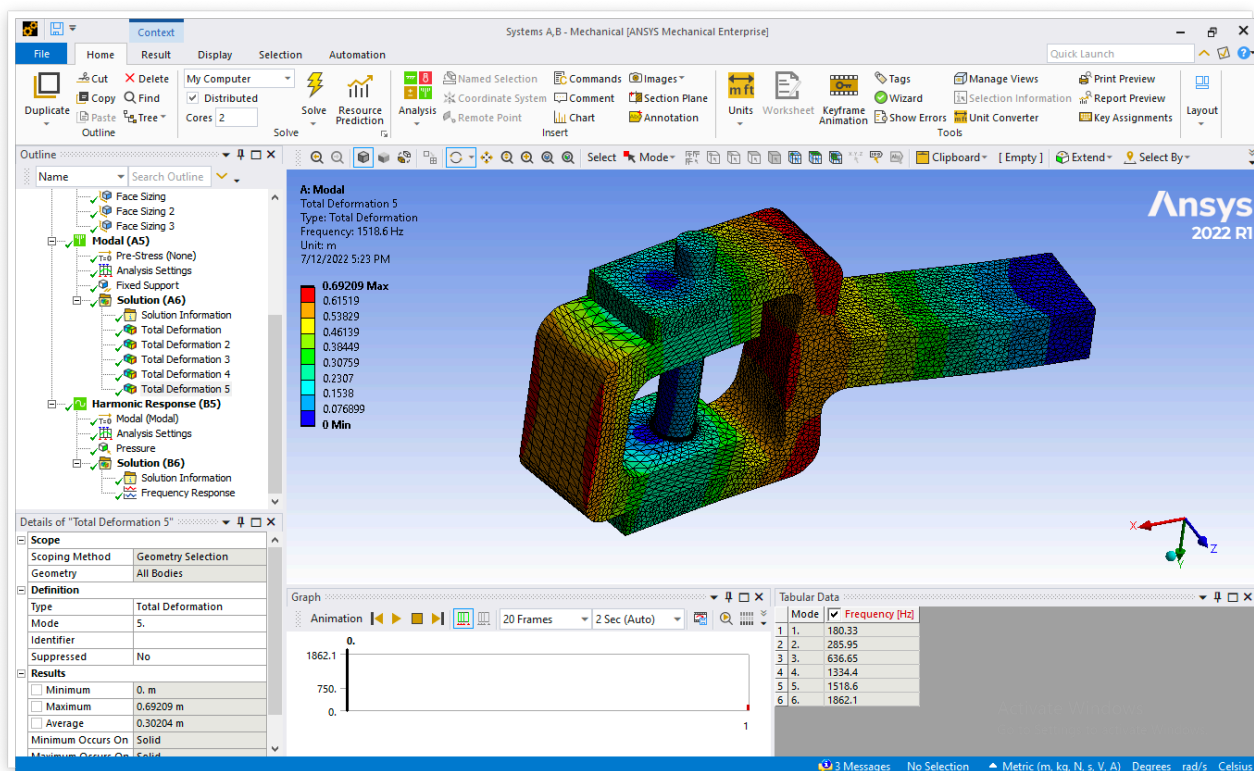 Context
Systems A,B - Mechanical [ANSYS Mechanical Enterprise]
File Home Result Display Selection Automation
Quick Launch
Duplicate
Cut
Copy
Paste
Delete
Find
Tree
Outline
My Computer
Distributed
Cores 2
Solve
Resource Prediction
Solve
Analysis
Named Selection
Coordinate System
Remote Point
Commands
Comment
Chart
Images
Section Plane
Annotation
Insert
Units
Worksheet
Keyframe Animation
Tags
Wizard
Show Errors
Manage Views
Selection Information
Unit Converter
Print Preview
Report Preview
Key Assignments
Tools
Layout
Outline
Name Search Outline
Select Mode Clipboard [ Empty ] Extend Select By
Face Sizing
Face Sizing 2
Face Sizing 3
Modal (A5)
T=0 Pre-Stress (None)
Analysis Settings
Fixed Support
Solution (A6)
Solution Information
Total Deformation
Total Deformation 2
Total Deformation 3
Total Deformation 4
Total Deformation 5
Harmonic Response (B5)
T=0 Modal (Modal)
Analysis Settings
Pressure
Solution (B6)
Solution Information
Frequency Response
A: Modal
Total Deformation 5
Type: Total Deformation
Frequency: 1518.6 Hz
Unit: m
7/12/2022 5:23 PM
0.69209 Max
0.61519
0.53829
0.46139
0.38449
0.30759
0.2307
0.1538
0.076899
0 Min
Ansys
2022 R1
X
Y
Z
Details of "Total Deformation 5"
Scope
Scoping Method Geometry Selection
Geometry All Bodies
Definition
Type Total Deformation
Mode 5.
Identifier
Suppressed No
Results
Minimum 0. m
Maximum 0.69209 m
Average 0.30204 m
Minimum Occurs On Solid
Maximum Occurs On Solid
Graph
Animation 20 Frames 2 Sec (Auto)
0.
1862.1
750.
0.
1
Tabular Data
Mode Frequency [Hz]
1 1. 180.33
2 2. 285.95
3 3. 636.65
4 4. 1334.4
5 5. 1518.6
6 6. 1862.1
3 Messages No Selection Metric (m, kg, N, s, V, A) Degrees rad/s Celsius